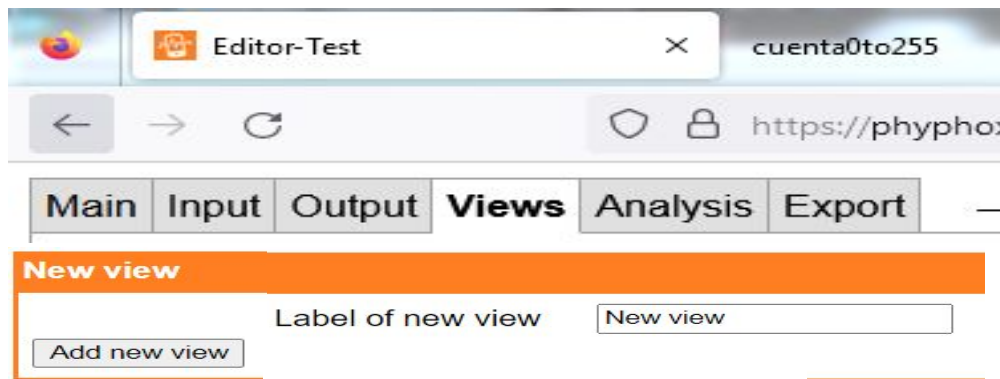 Editor-Test cuenta0to255
https://phyphox
Main Input Output Views Analysis Export
New view
Label of new view New view
Add new view